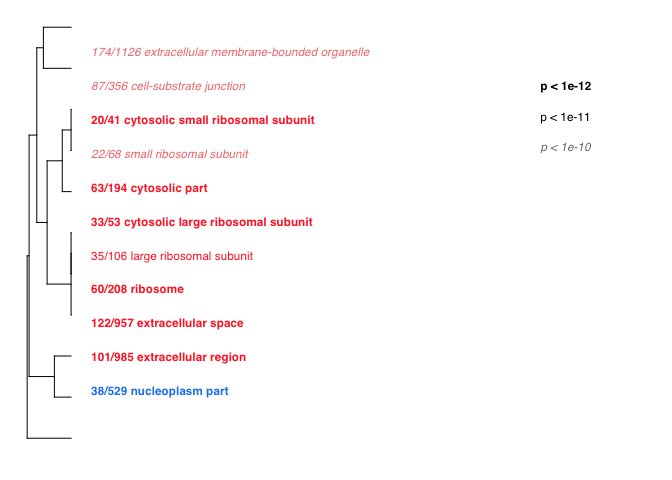 174/1126 extracellular membrane-bounded organelle
87/356 cell-substrate junction
20/41 cytosolic small ribosomal subunit
22/68 small ribosomal subunit
63/194 cytosolic part
33/53 cytosolic large ribosomal subunit
35/106 large ribosomal subunit
60/208 ribosome
122/957 extracellular space
101/985 extracellular region
38/529 nucleoplasm part
p < 1e-12
p < 1e-11
p < 1e-10